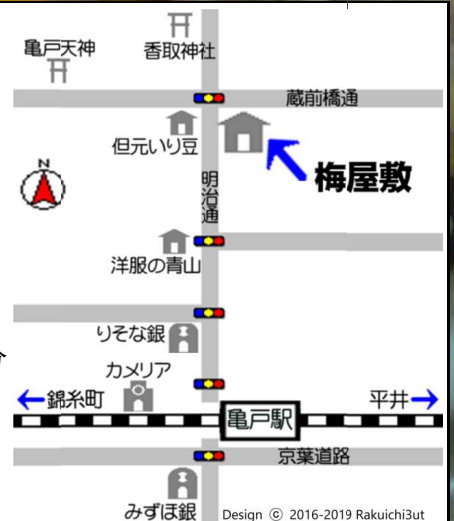 亀戸天神
香取神社
蔵前橋通
但元いり豆
梅屋敷
N
明治通
洋服の青山
りそな銀
カメリア
錦糸町
亀戸駅
平井
京葉道路
みずほ銀
Design ⓒ 2016-2019 Rakuichi3ut